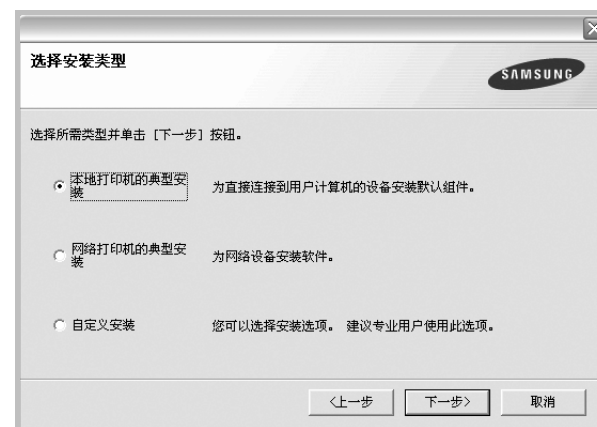 选择安装类型
SAMSUNG
选择所需类型并单击 [下一步] 按钮。
本地打印机的典型安
装
为直接连接到用户计算机的设备安装默认组件。
网络打印机的典型安
装
为网络设备安装软件。
自定义安装
您可以选择安装选项。 建议专业用户使用此选项。
<上一步
下一步>
取消